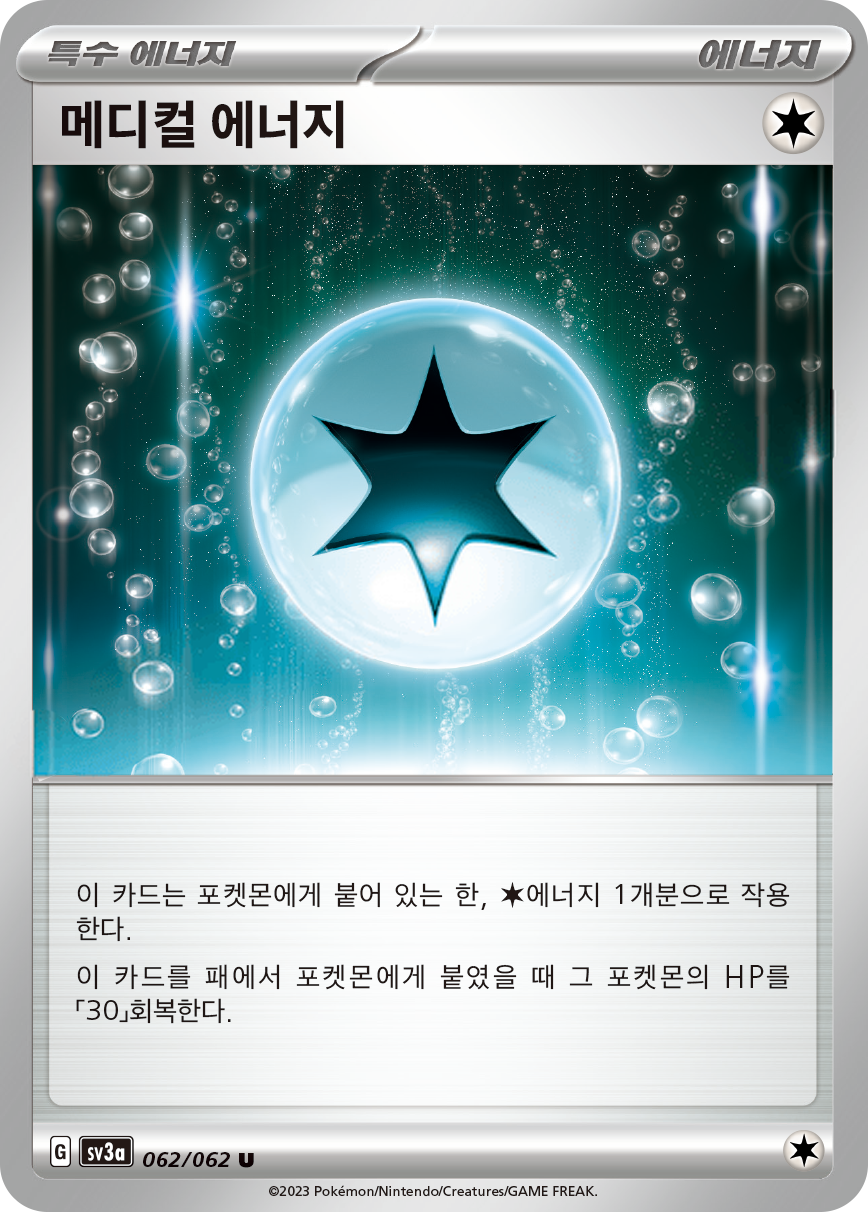 특수 에너지 에너지
메디컬 에너지
이 카드는 포켓몬에게 붙어 있는 한, ✶에너지 1개분으로 작용
한다.
이 카드를 패에서 포켓몬에게 붙였을 때 그 포켓몬의 HP를
「30」회복한다.
G sv3a 062/062 U
©2023 Pokémon/Nintendo/Creatures/GAME FREAK.